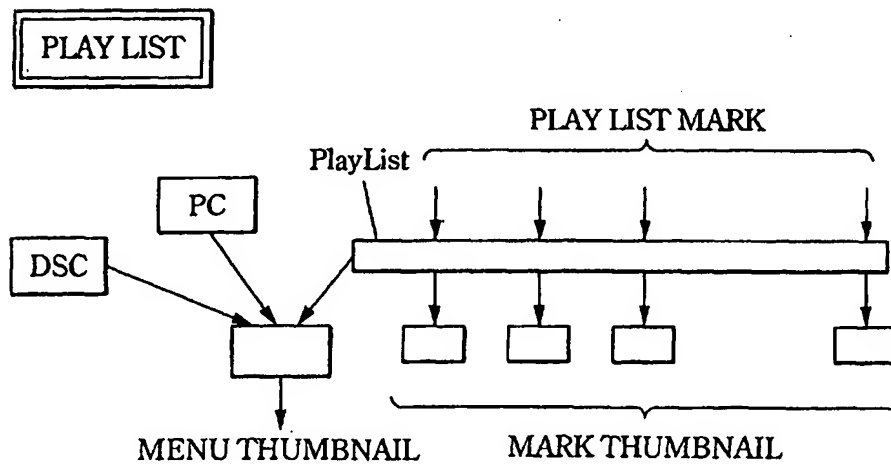 PLAY LIST
PLAY LIST MARK
PlayList
PC
DSC
MENU THUMBNAIL
MARK THUMBNAIL